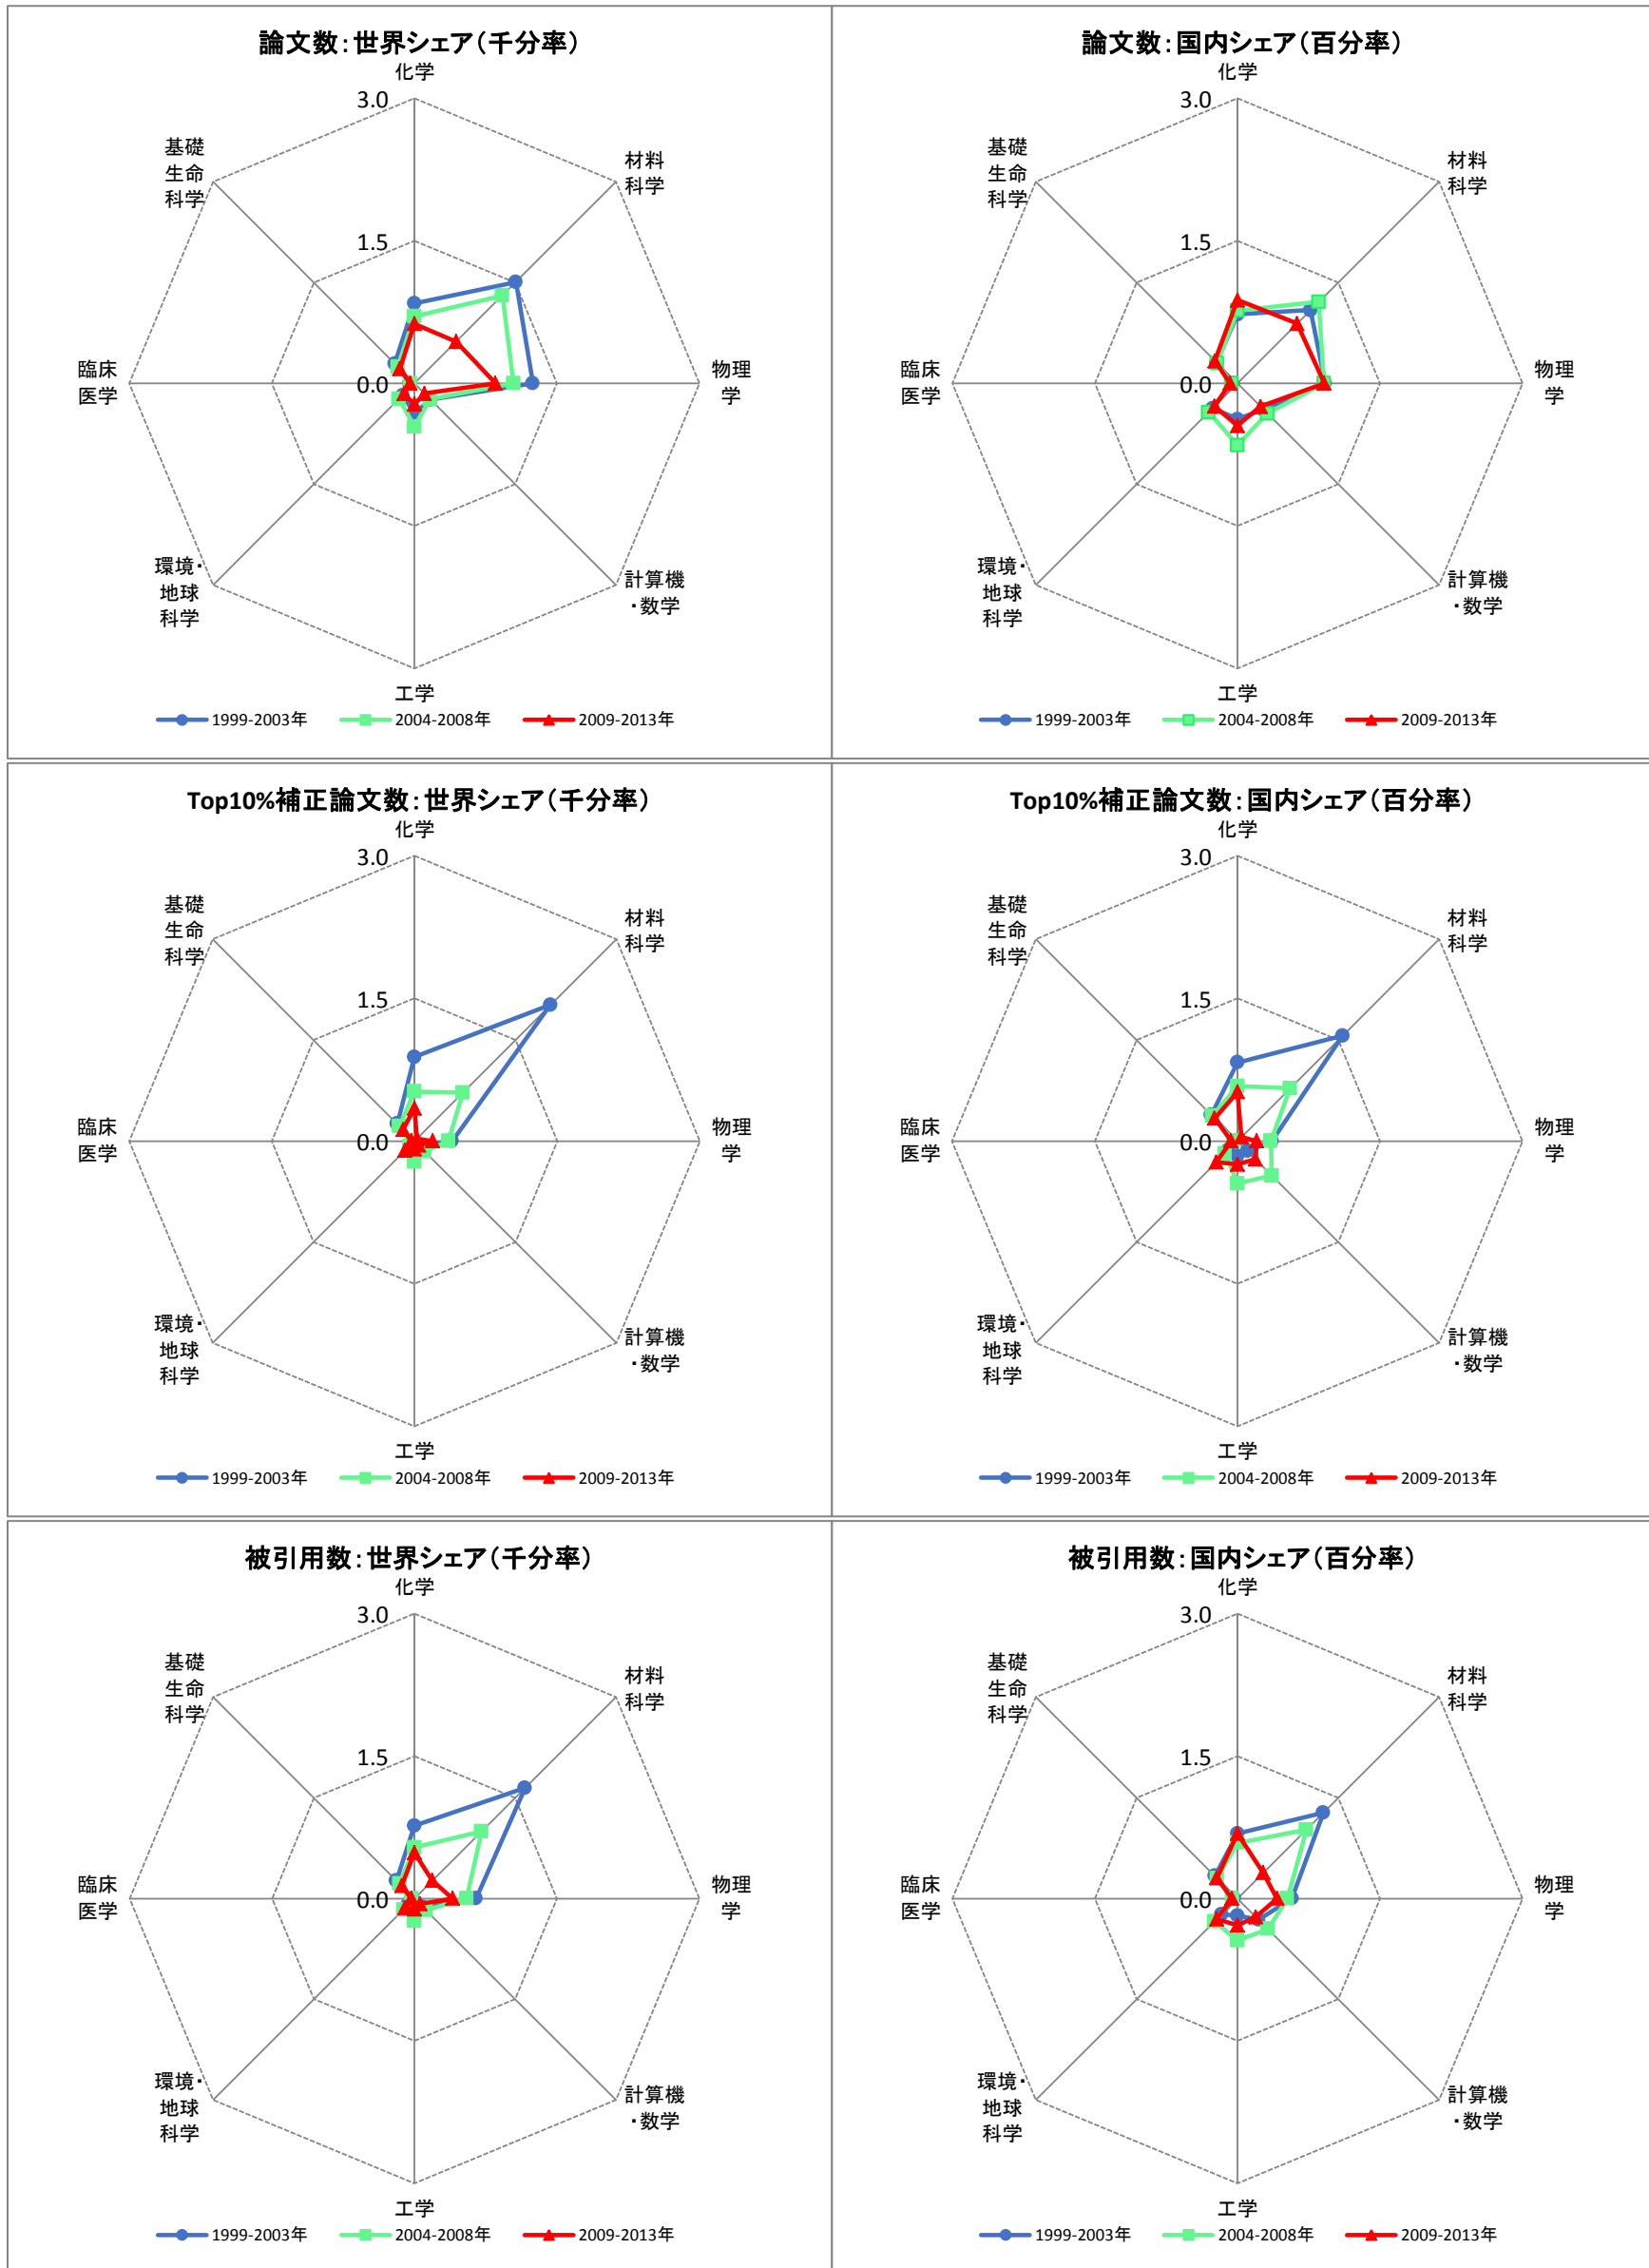 論文数：世界シェア（千分率）
化学
3.0
基礎
生命
科学
材料
科学
1.5
臨床
医学
0.0
物理
学
環境・
地球
科学
計算機
・数学
工学
1999-2003年
2004-2008年
2009-2013年
論文数：国内シェア（百分率）
化学
3.0
基礎
生命
科学
材料
科学
1.5
臨床
医学
0.0
物理
学
環境・
地球
科学
計算機
・数学
工学
1999-2003年
2004-2008年
2009-2013年
Top10%補正論文数：世界シェア（千分率）
化学
3.0
基礎
生命
科学
材料
科学
1.5
臨床
医学
0.0
物理
学
環境・
地球
科学
計算機
・数学
工学
1999-2003年
2004-2008年
2009-2013年
Top10%補正論文数：国内シェア（百分率）
化学
3.0
基礎
生命
科学
材料
科学
1.5
臨床
医学
0.0
物理
学
環境・
地球
科学
計算機
・数学
工学
1999-2003年
2004-2008年
2009-2013年
被引用数：世界シェア（千分率）
化学
3.0
基礎
生命
科学
材料
科学
1.5
臨床
医学
0.0
物理
学
環境・
地球
科学
計算機
・数学
工学
1999-2003年
2004-2008年
2009-2013年
被引用数：国内シェア（百分率）
化学
3.0
基礎
生命
科学
材料
科学
1.5
臨床
医学
0.0
物理
学
環境・
地球
科学
計算機
・数学
工学
1999-2003年
2004-2008年
2009-2013年